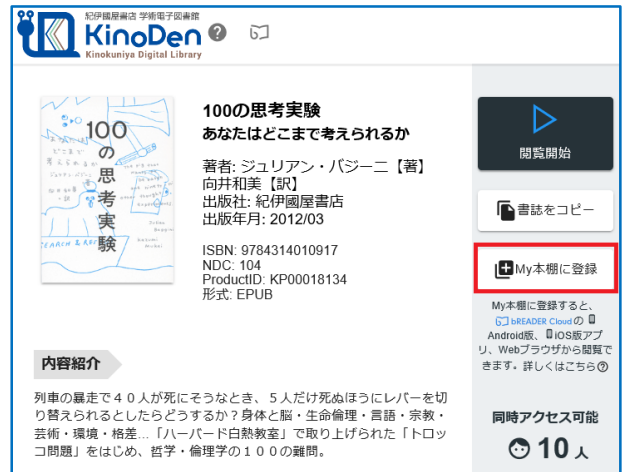 紀伊國屋書店 学術電子図書館
KinoDen
Kinokuniya Digital Library
100
の
思
考
実
験
100の思考実験
あなたはどこまで考えられるか
著者: ジュリアン・バジーニ【著】
向井和美【訳】
出版社: 紀伊國屋書店
出版年月: 2012/03
ISBN: 9784314010917
NDC: 104
ProductID: KP00018134
形式: EPUB
閲覧開始
書誌をコピー
My本棚に登録
My本棚に登録すると、
bREADER Cloudの
Android版、iOS版アプ
リ、Webブラウザから閲覧で
きます。詳しくはこちら
内容紹介
列車の暴走で４０人が死にそうなとき、５人だけ死ぬほうにレバーを切
り替えられるとしたらどうするか？身体と脳・生命倫理・言語・宗教・
芸術・環境・格差…「ハーバード白熱教室」で取り上げられた「トロッ
コ問題」をはじめ、哲学・倫理学の１００の難問。
同時アクセス可能
10 人